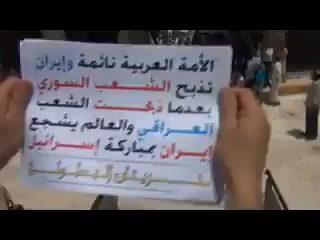 الأمة العربية نائمة وإيران
تذبح الشعب السوري
بعدما ذبحت الشعب
العراقي والعالم يشجع
إيران بمباركة إسرائيل